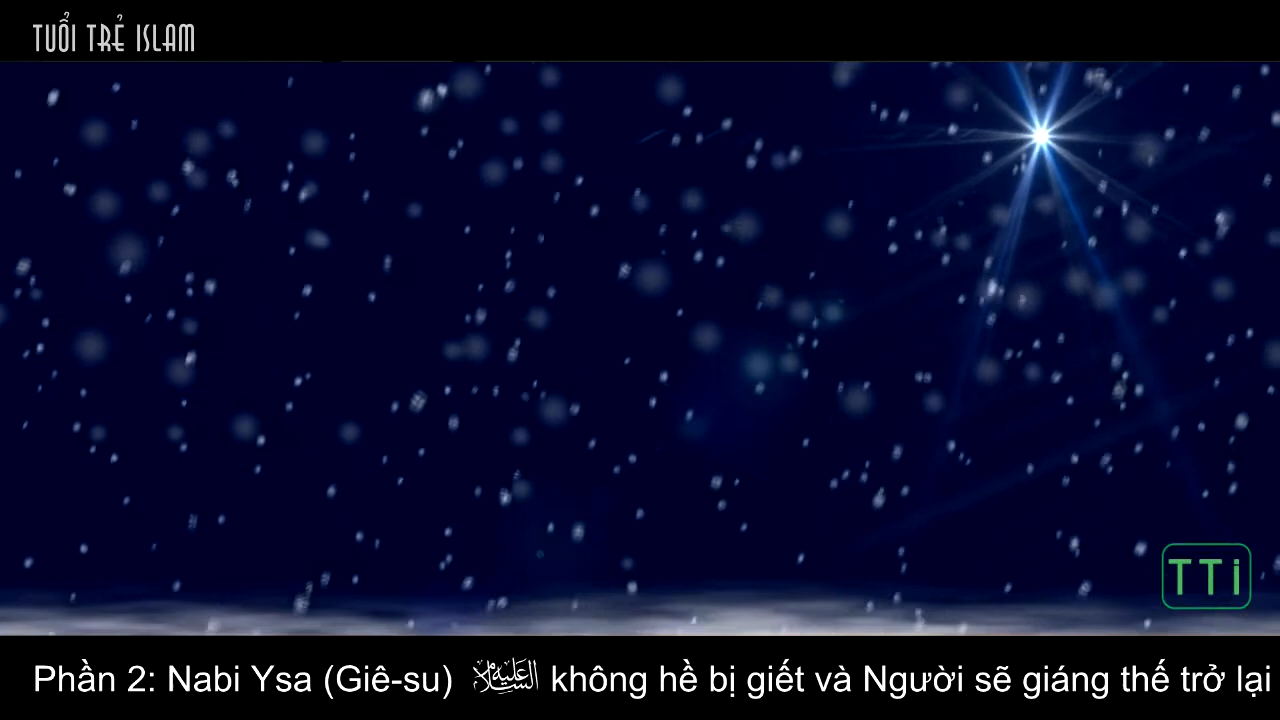 TUỔI TRẺ ISLAM
TTi
Phần 2: Nabi Ysa (Giê-su) عليه السلام không hề bị giết và Người sẽ giáng thế trở lại